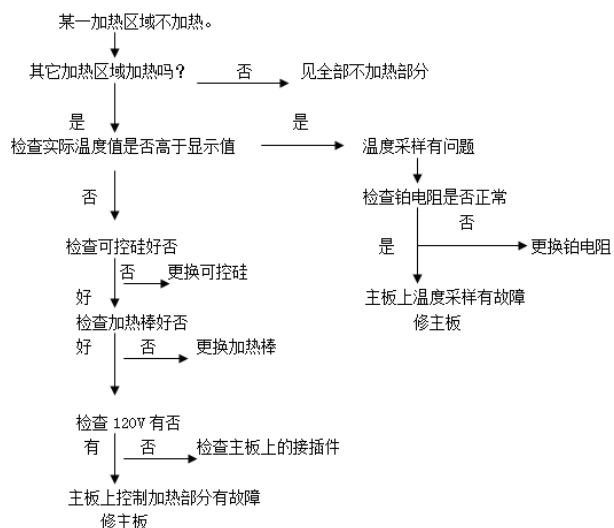 某一加热区域不加热。
其它加热区域加热吗？ 否 见全部不加热部分
是 是
检查实际温度值是否高于显示值 温度采样有问题
否 检查铂电阻是否正常
否
检查可控硅好否 是 更换铂电阻
否 更换可控硅
好 主板上温度采样有故障
检查加热棒好否 修主板
好 否 更换加热棒
检查 120V 有否
有 否 检查主板上的接插件
主板上控制加热部分有故障
修主板